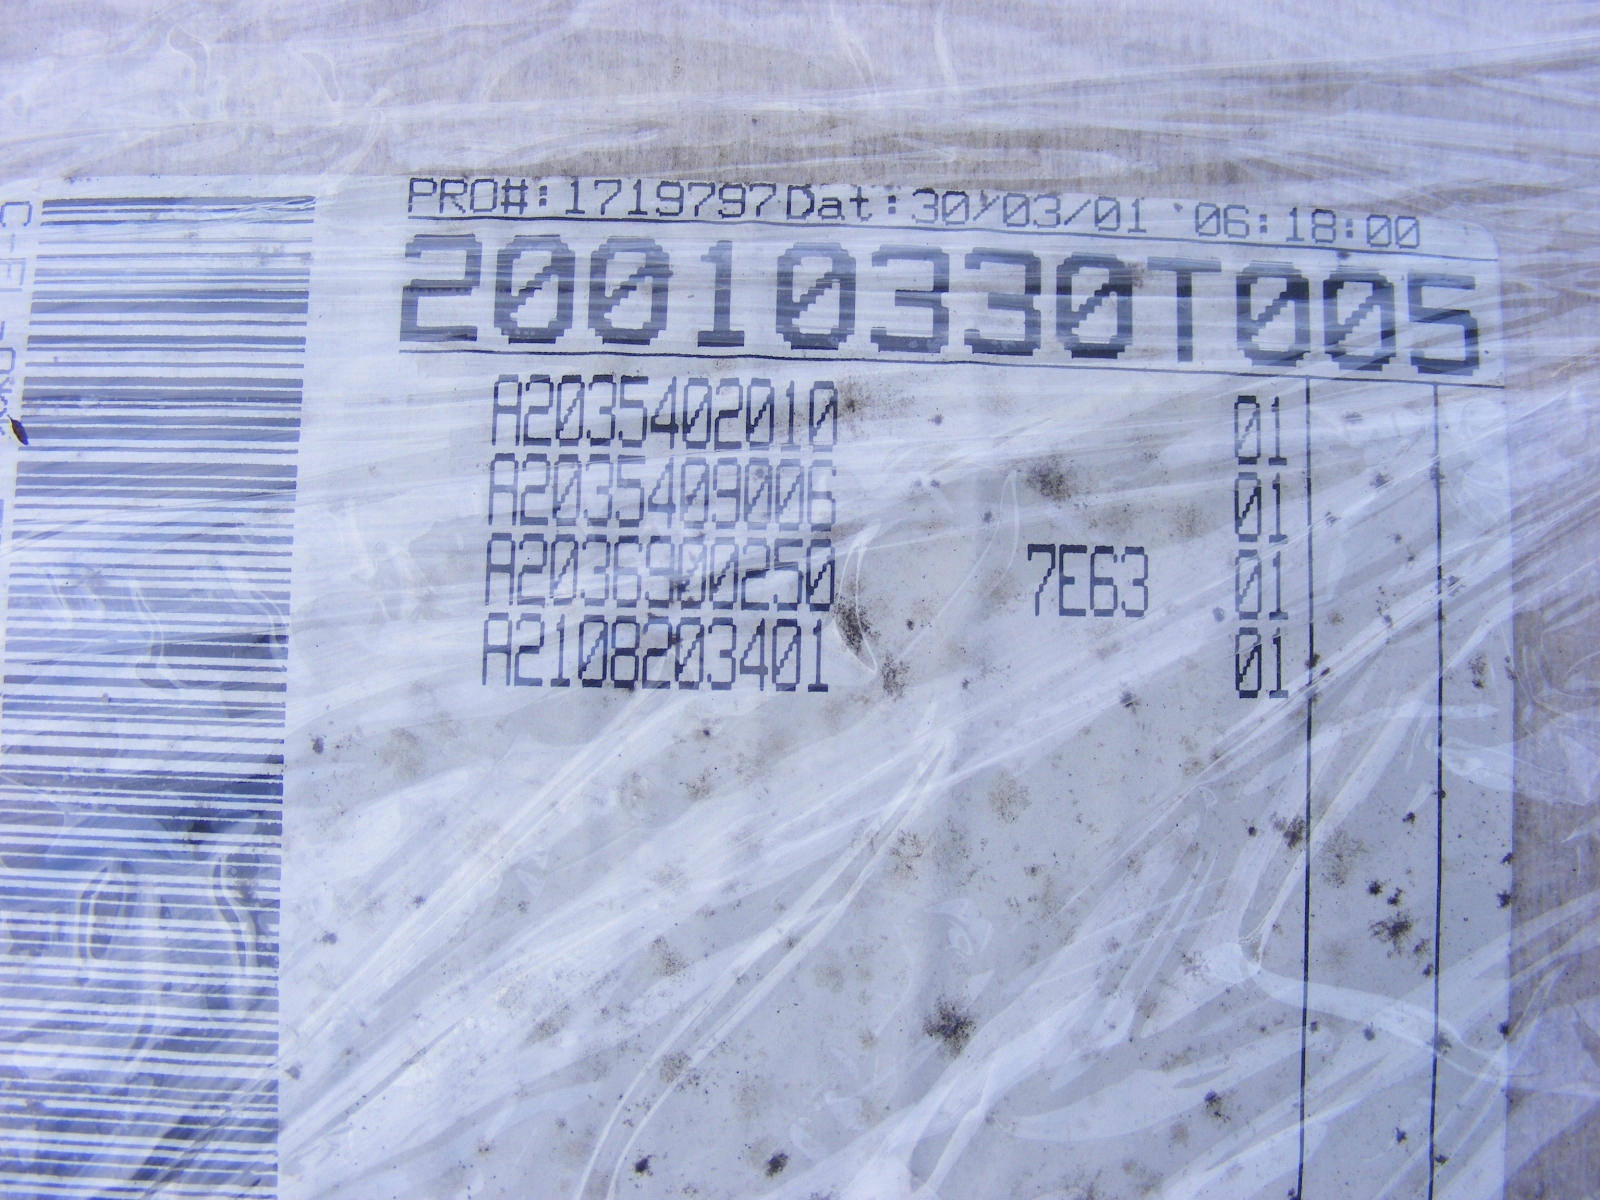 PRO#: 1719797 Dat: 30/03/01 06:18:00
20010330T005
A2035402010 01
A2035409006 01
A2036900250 7E63 01
A2108203401 01